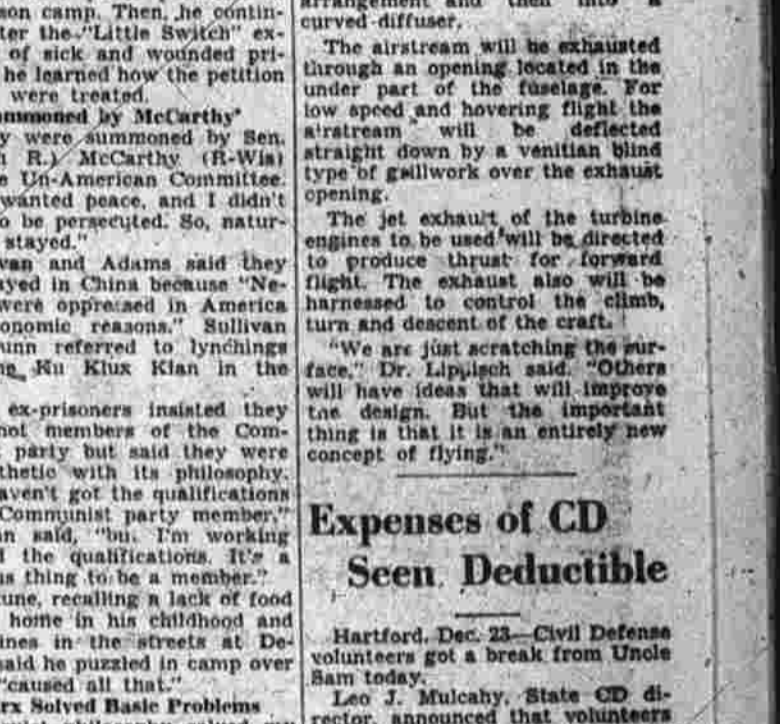 son camp. Then, he contin-
ter the "Little Switch" ex-
of sick and wounded pri-
he learned how the petition
were treated.
ummoned by McCarthy"
y were summoned by Sen.
R.) McCarthy (R-Wis)
e Un-American Committee.
wanted peace, and I didn't
o be persecuted. So, natur-
stayed."
van and Adams said they
ayed in China because "Ne-
were oppressed in America
onomic reasons." Sullivan
unn referred to lynchings
Ku Klux Klan in the
ex-prisoners insisted they
not members of the Com-
party but said they were
thetic with its philosophy.
aven't got the qualifications
Communist party member,"
an said, "but I'm working
the qualifications. It's a
us thing to be a member."
tune, recalling a lack of food
home in his childhood and
ines in the streets at De-
said he puzzled in camp over
"caused all that."
rx Solved Basic Problems
arrangement and then into a
curved diffuser.
The airstream will be exhausted
through an opening located in the
under part of the fuselage. For
low speed and hovering flight the
airstream will be deflected
straight down by a venitian blind
type of gaillwork over the exhaust
opening.
The jet exhaust of the turbine
engines to be used will be directed
to produce thrust for forward
flight. The exhaust also will be
harnessed to control the climb,
turn and descent of the craft.
"We are just scratching the sur-
face," Dr. Lippisch said. "Others
will have ideas that will improve
the design. But the important
thing is that it is an entirely new
concept of flying."
Expenses of CD
Seen Deductible
Hartford, Dec. 23—Civil Defense
volunteers got a break from Uncle
Sam today.
Leo J. Mulcahy, State CD di-
rector, announced that volunteers